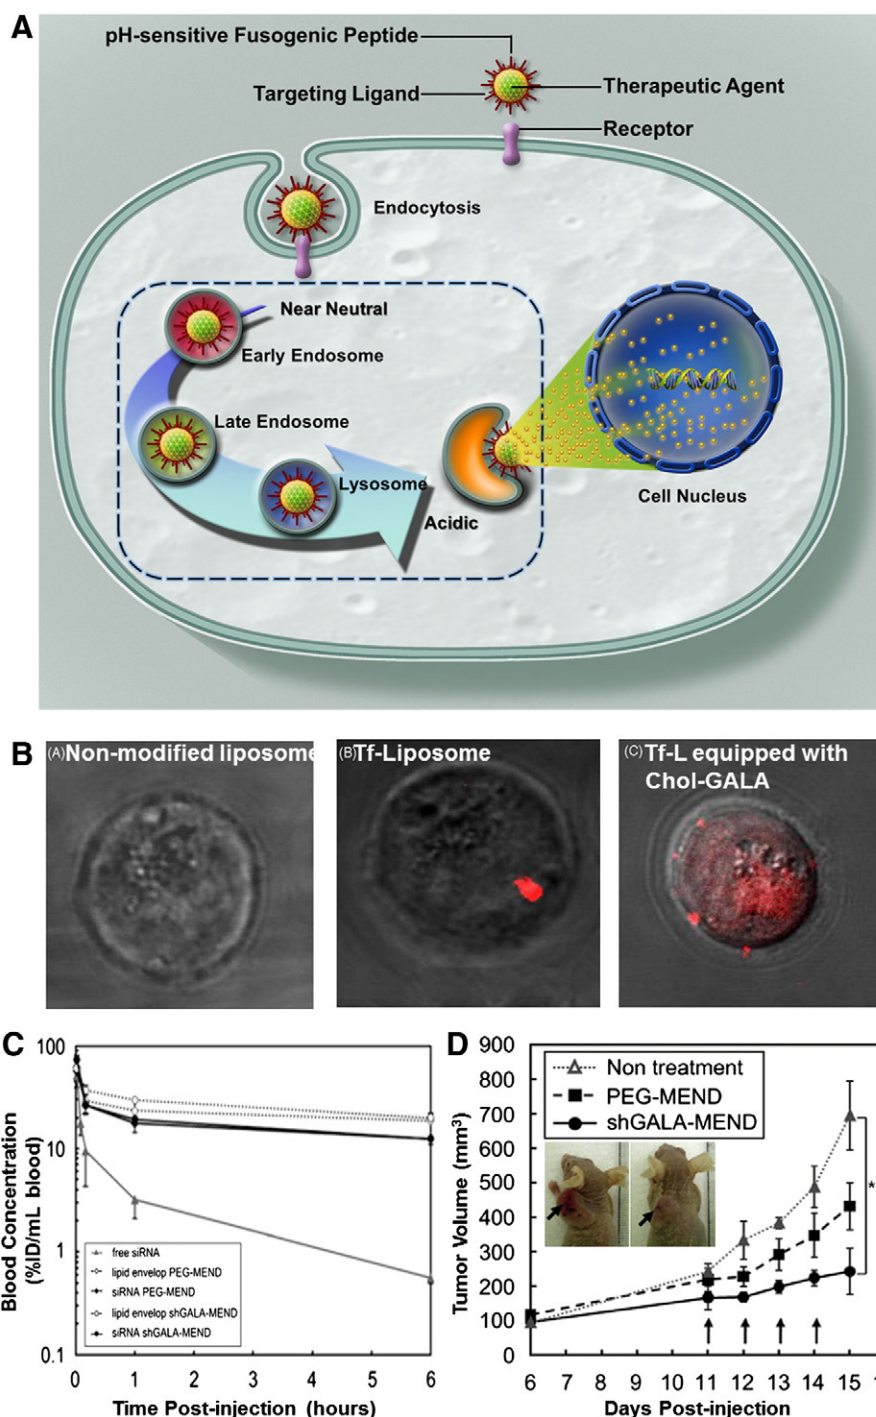 A
pH-sensitive Fusogenic Peptide
Targeting Ligand
Therapeutic Agent
Receptor
Endocytosis
Near Neutral
Early Endosome
Late Endosome
Lysosome
Acidic
Cell Nucleus
B
(A)Non-modified liposome
(B)Tf-Liposome
(C) Tf-L equipped with
Chol-GALA
C
Blood Concentration
(%ID/mL blood)
100
10
1
0.1
free siRNA
lipid envelop PEG-MEND
siRNA PEG-MEND
lipid envelop shGALA-MEND
siRNA shGALA-MEND
0 1 2 3 4 5 6
Time Post-injection (hours)
D
Tumor Volume (mm³)
900
800
700
600
500
400
300
200
100
0
Non treatment
PEG-MEND
shGALA-MEND
*
6 7 8 9 10 11 12 13 14 15 1
Days Post-injection